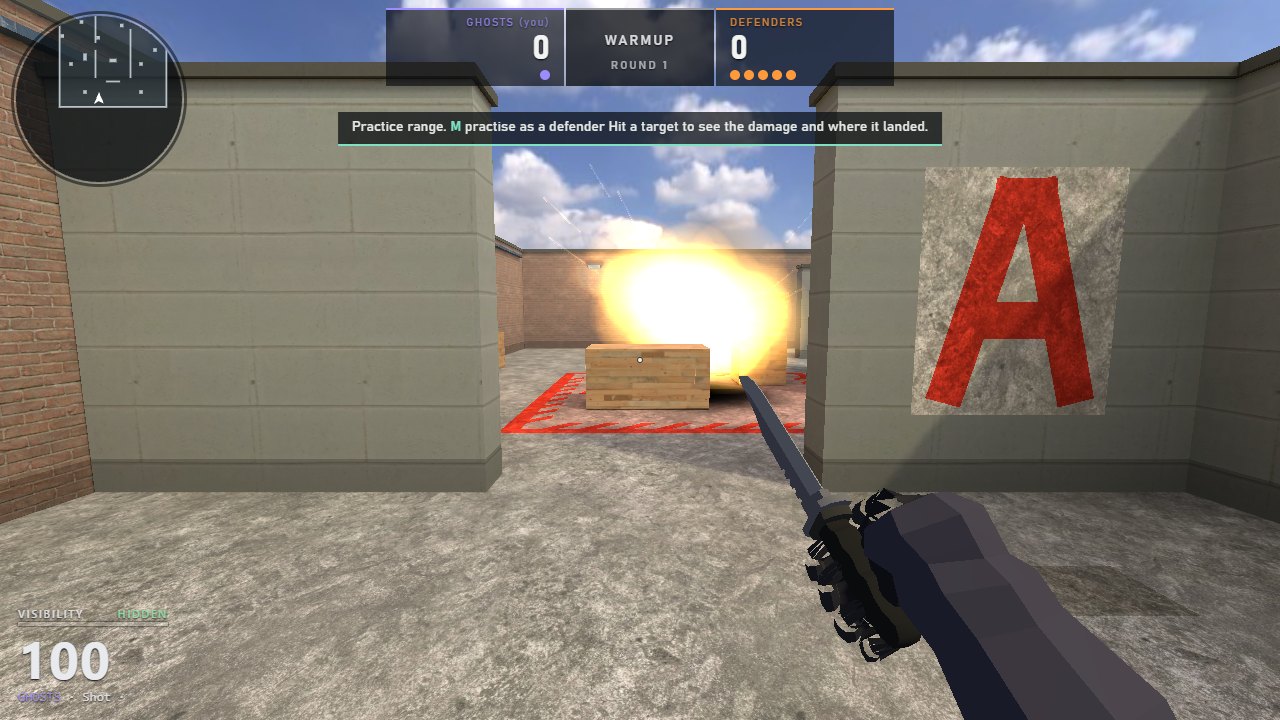 GHOSTS (you)
0
WARMUP
ROUND 1
DEFENDERS
0
Practice range. M practise as a defender Hit a target to see the damage and where it landed.
A
VISIBILITY HIDDEN
100
GHOSTS · Shot